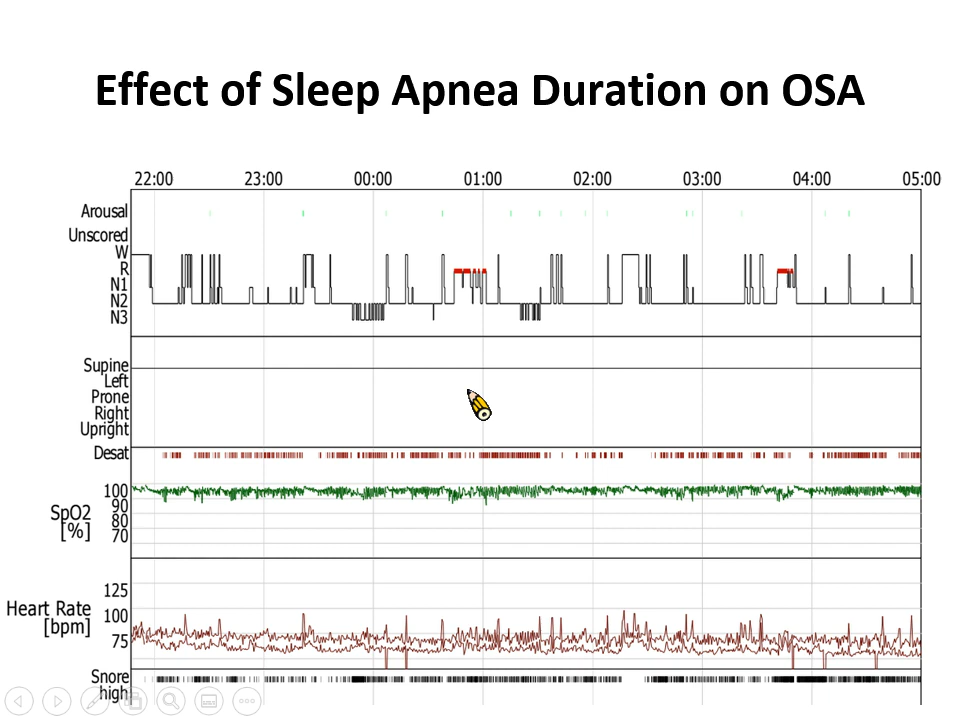 Effect of Sleep Apnea Duration on OSA
22:00 23:00 00:00 01:00 02:00 03:00 04:00 05:00
Arousal
Unscored
W
R
N1
N2
N3
Supine
Left
Prone
Right
Upright
Desat
100
90
SpO2 80
[%] 70
125
Heart Rate 100
[bpm] 75
Snore
high